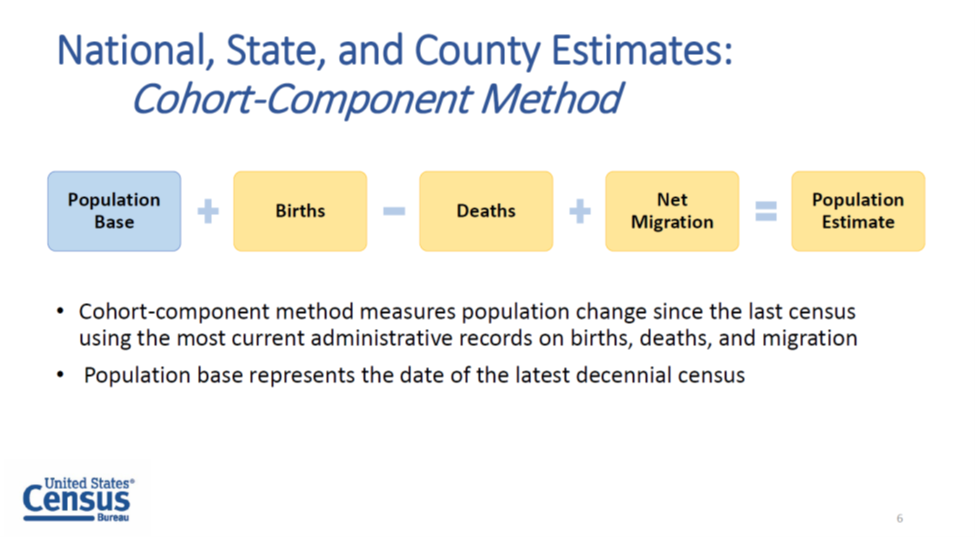 National, State, and County Estimates:
Cohort-Component Method
Population
Base
+
Births
−
Deaths
+
Net
Migration
=
Population
Estimate
• Cohort-component method measures population change since the last census
using the most current administrative records on births, deaths, and migration
• Population base represents the date of the latest decennial census
United States®
Census
Bureau
6